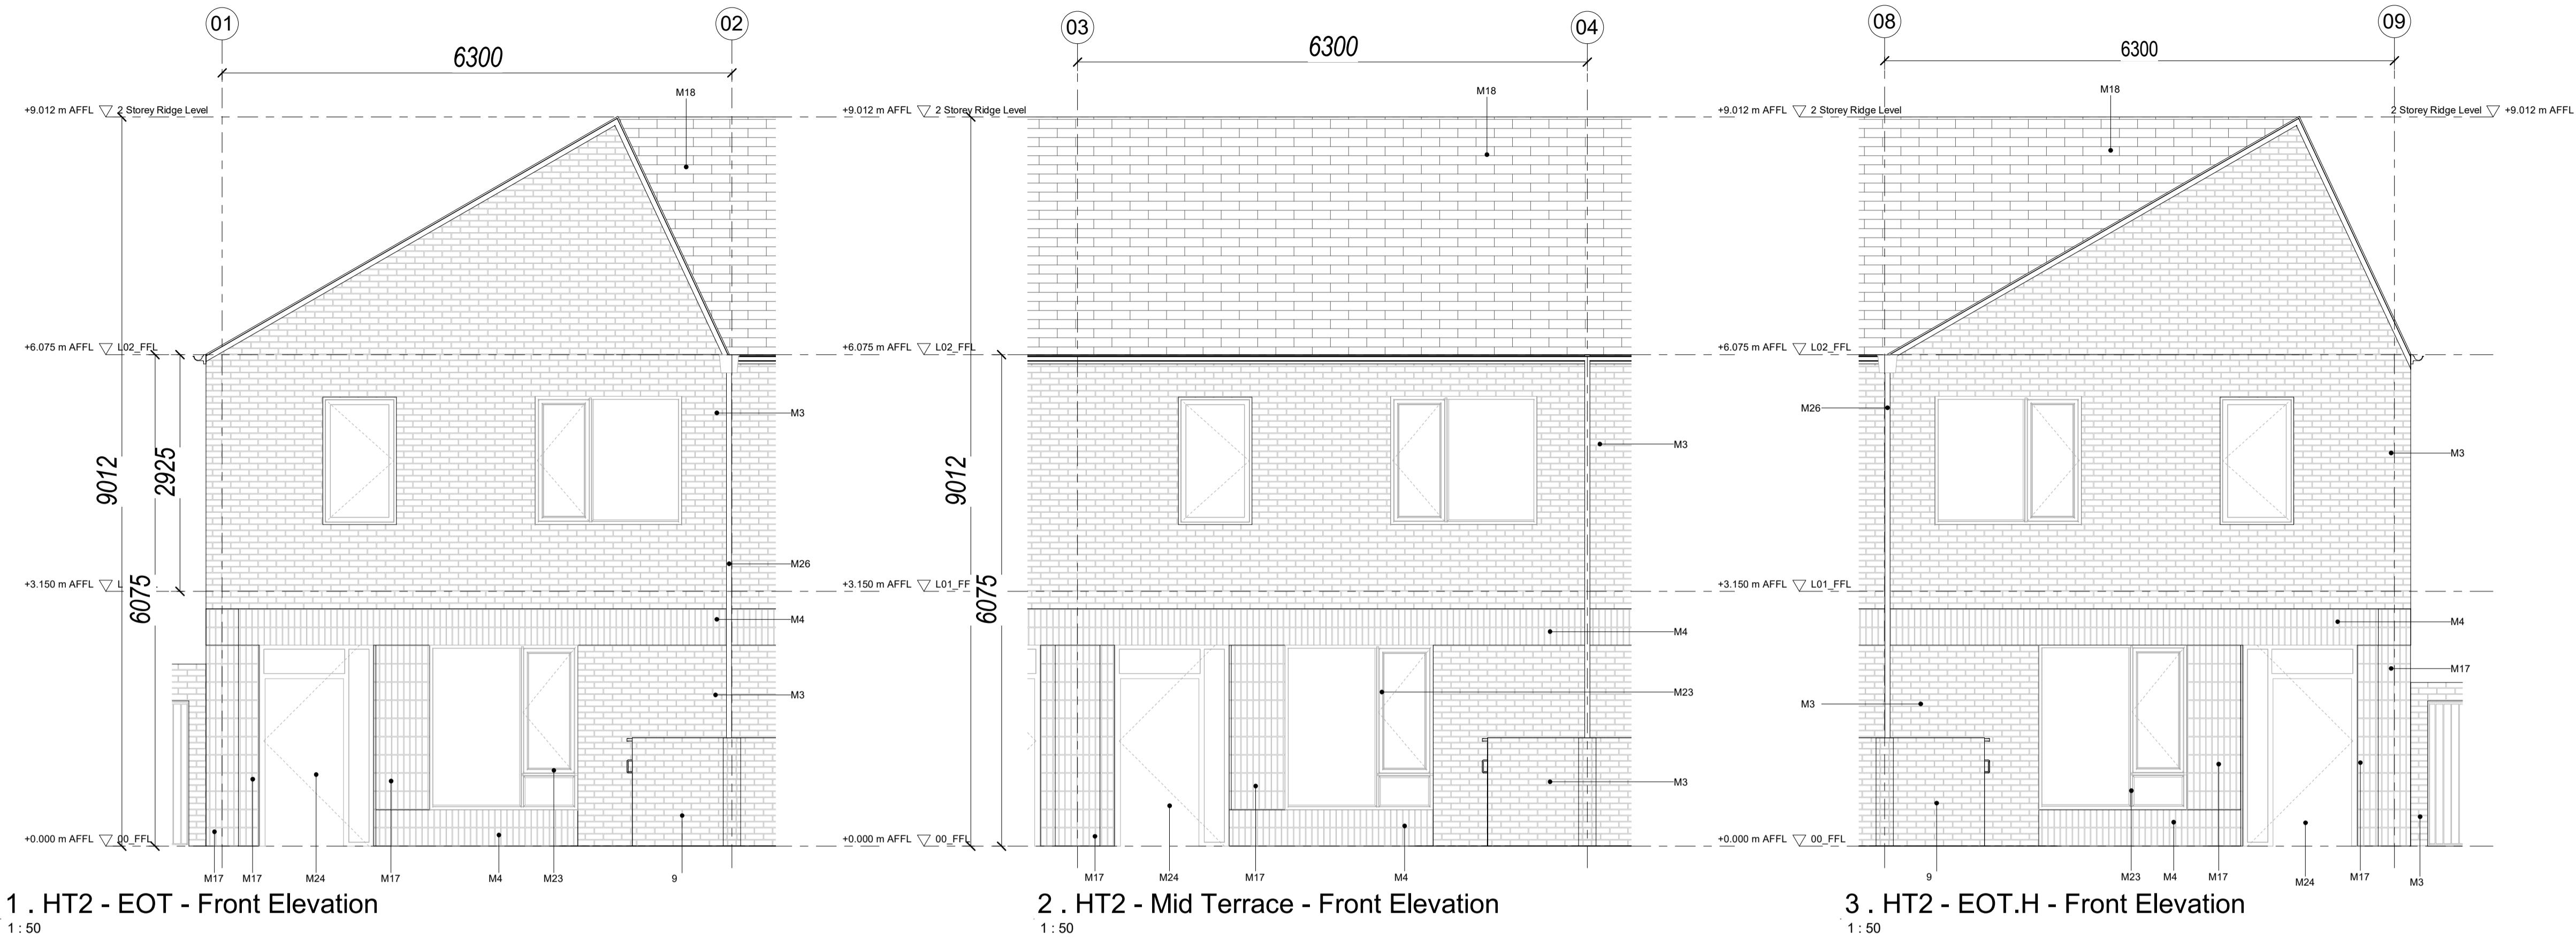 01
02
6300
M18
+9.012 m AFFL 2 Storey Ridge Level
+6.075 m AFFL L02_FFL
M3
9012
2925
M26
+3.150 m AFFL L
6075
M4
M3
+0.000 m AFFL 00_FFL
M17 M17 M24 M17 M4 M23 9
1 . HT2 - EOT - Front Elevation
1 : 50
03
04
6300
M18
+9.012 m AFFL 2 Storey Ridge Level
+6.075 m AFFL L02_FFL
M3
9012
+3.150 m AFFL L01_FF
6075
M4
M23
M3
+0.000 m AFFL 00_FFL
M17 M24 M17 M4
2 . HT2 - Mid Terrace - Front Elevation
1 : 50
08
09
6300
M18
+9.012 m AFFL 2 Storey Ridge Level
2 Storey Ridge Level +9.012 m AFFL
+6.075 m AFFL L02_FFL
M26
M3
+3.150 m AFFL L01_FFL
M4
M17
M3
+0.000 m AFFL 00_FFL
9 M23 M4 M17 M24 M17 M3
3 . HT2 - EOT.H - Front Elevation
1 : 50